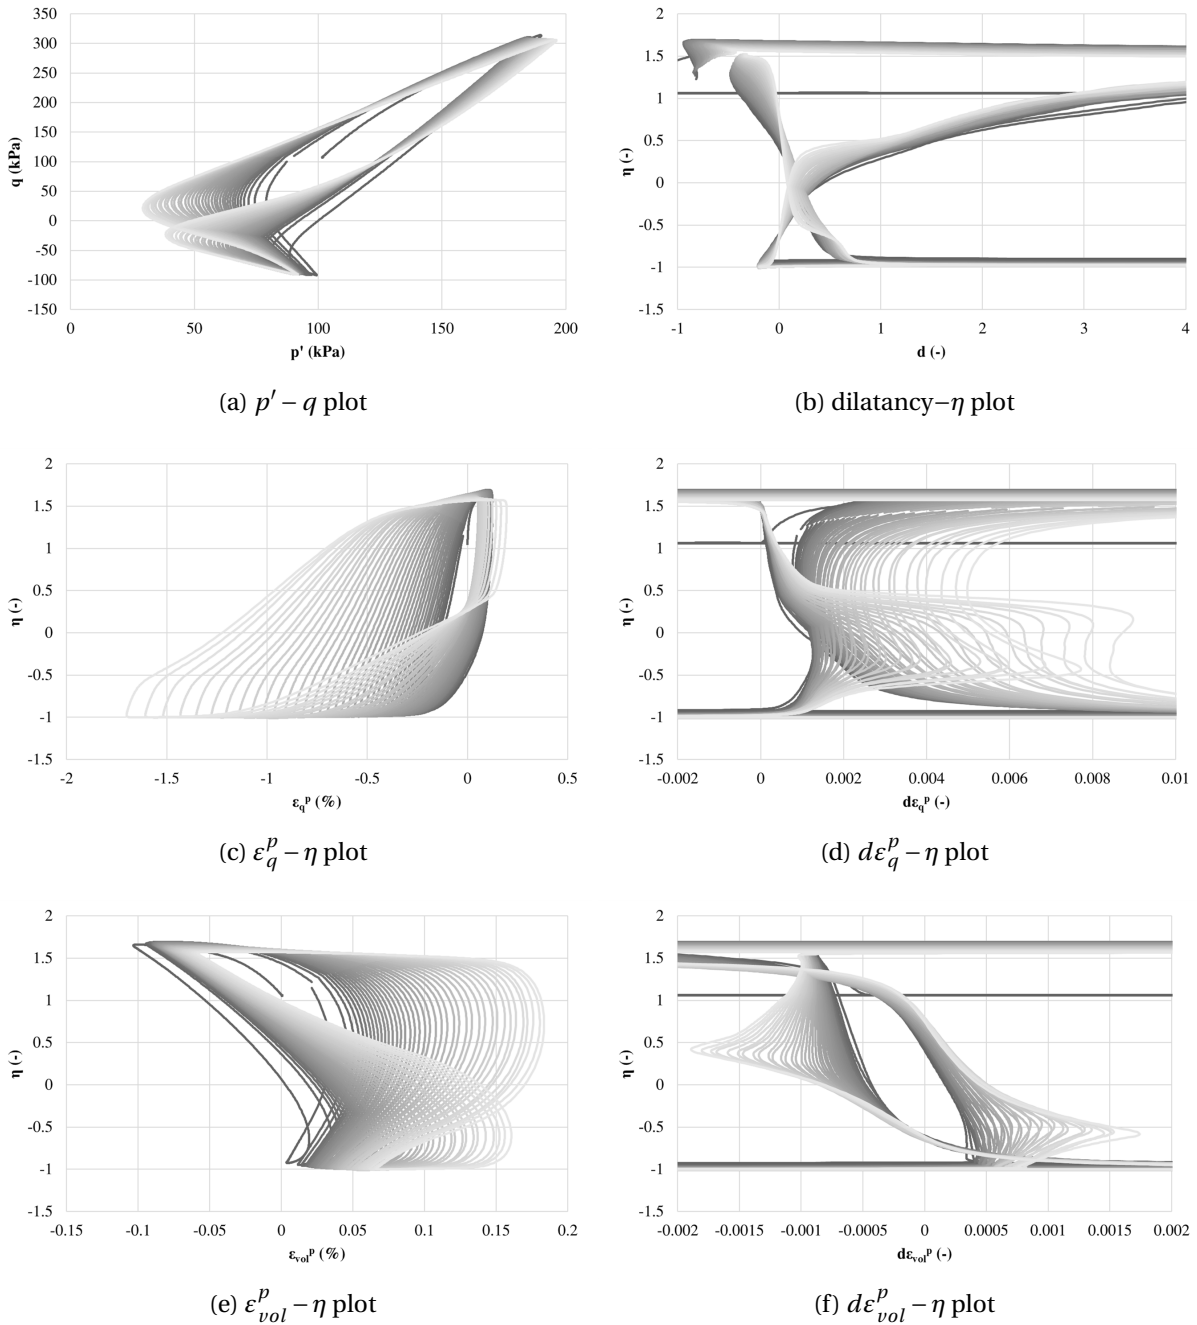 350
300
250
200
150
100
50
0
-50
-100
-150
q (kPa)
0 50 100 150 200
p' (kPa)
(a) p′ – q plot
2
1.5
1
0.5
0
-0.5
-1
-1.5
η (-)
-1 0 1 2 3 4
d (-)
(b) dilatancy–η plot
2
1.5
1
0.5
0
-0.5
-1
-1.5
η (-)
-2 -1.5 -1 -0.5 0 0.5
εqᵖ (%)
(c) εqᵖ – η plot
2
1.5
1
0.5
0
-0.5
-1
-1.5
η (-)
-0.002 0 0.002 0.004 0.006 0.008 0.01
dεqᵖ (-)
(d) dεqᵖ – η plot
2
1.5
1
0.5
0
-0.5
-1
-1.5
η (-)
-0.15 -0.1 -0.05 0 0.05 0.1 0.15 0.2
εvolᵖ (%)
(e) εvolᵖ – η plot
2
1.5
1
0.5
0
-0.5
-1
-1.5
η (-)
-0.002 -0.0015 -0.001 -0.0005 0 0.0005 0.001 0.0015 0.002
dεvolᵖ (-)
(f) dεvolᵖ – η plot